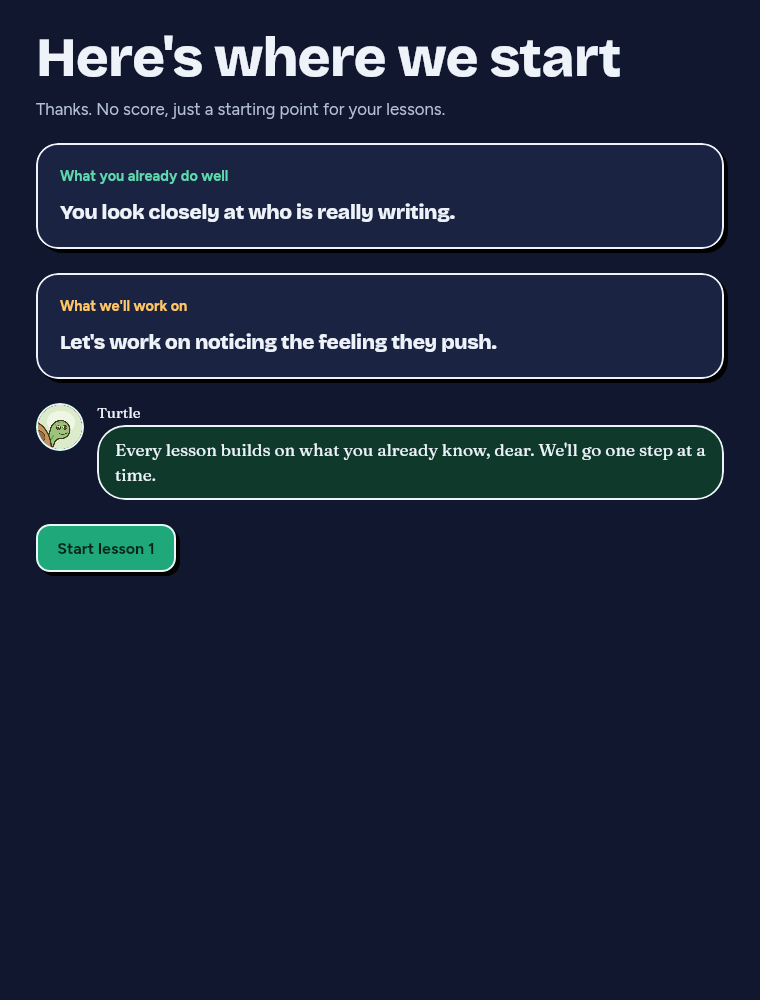 Here's where we start
Thanks. No score, just a starting point for your lessons.
What you already do well
You look closely at who is really writing.
What we'll work on
Let's work on noticing the feeling they push.
Turtle
Every lesson builds on what you already know, dear. We'll go one step at a
time.
Start lesson 1